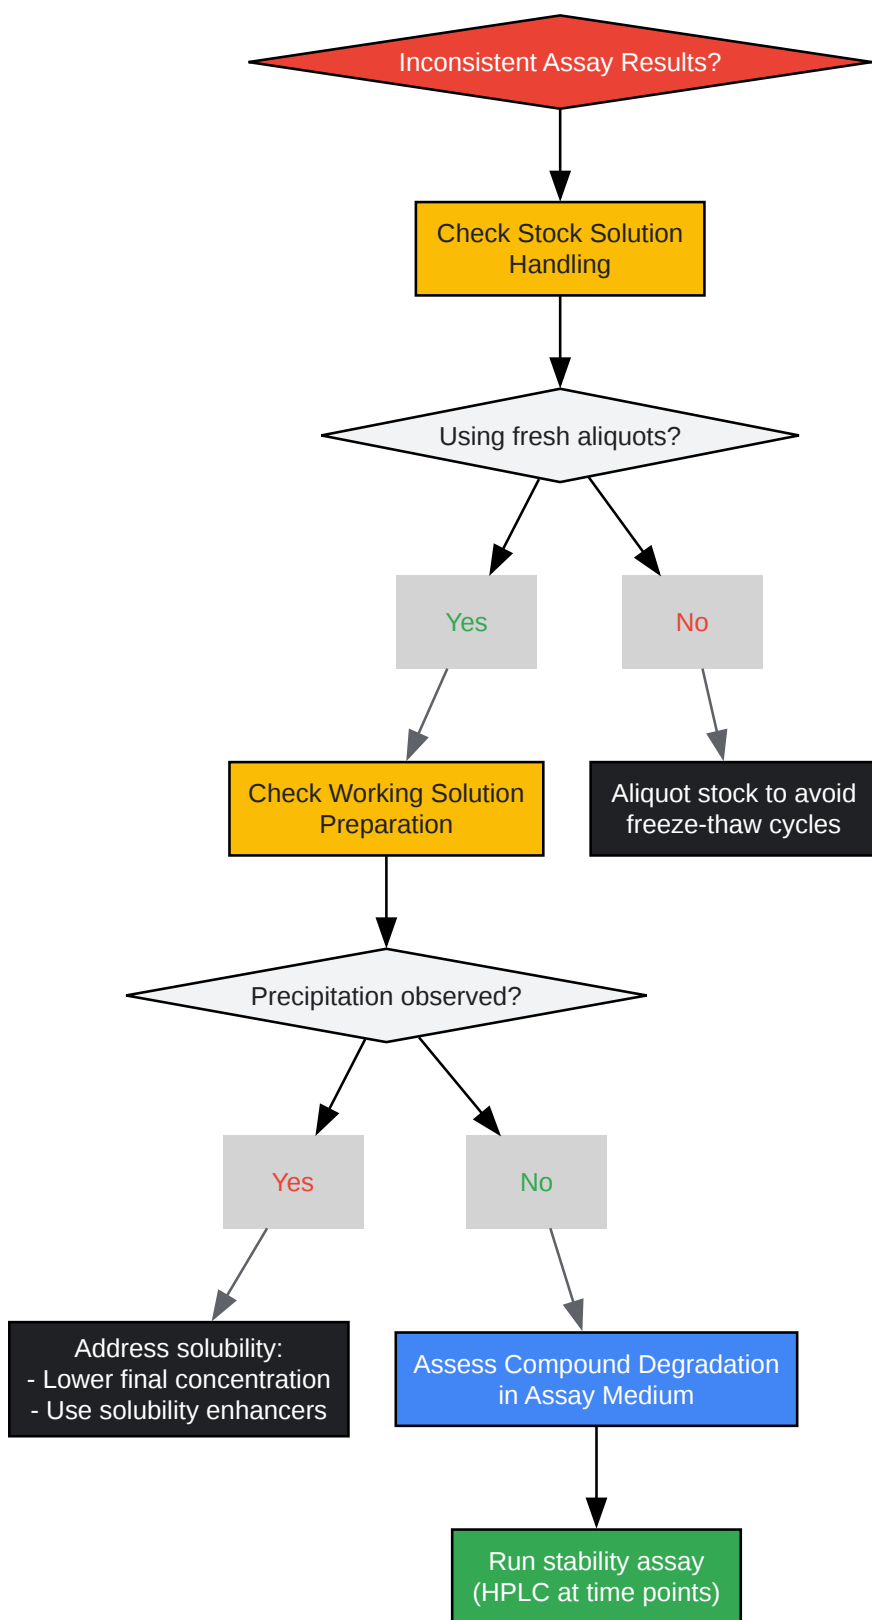 Inconsistent Assay Results?
Check Stock Solution
Handling
Using fresh aliquots?
Yes
No
Check Working Solution
Preparation
Aliquot stock to avoid
freeze-thaw cycles
Precipitation observed?
Yes
No
Address solubility:
- Lower final concentration
- Use solubility enhancers
Assess Compound Degradation
in Assay Medium
Run stability assay
(HPLC at time points)